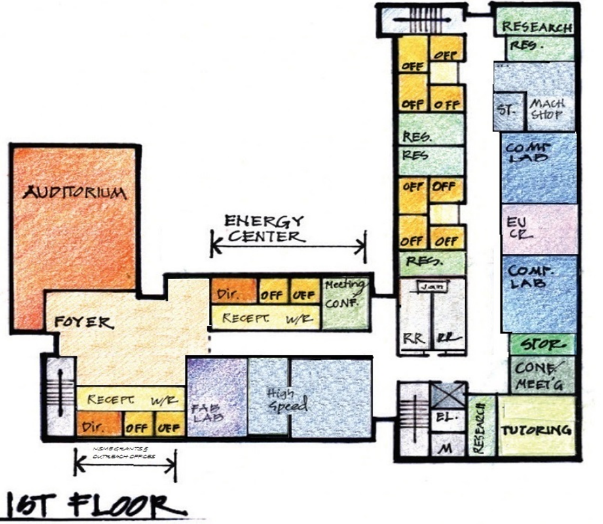 RESEARCH
RES.
OFF
OFF
OFF
OFF
ST.
MACH
SHOP
RES.
RES
COMP.
LAB
AUDITORIUM
OFF
OFF
OFF
OFF
EU
CR
ENERGY
CENTER
RES.
COMP.
LAB
Dir.
OFF
OFF
Meeting
CONF.
Jan
FOYER
RECEPT W/R
RR
RR
STOR
CONF/
MEET'G
RECEPT W/R
Dir.
OFF
OFF
FAB
LAB
High
Speed
EL.
M
RESEARCH
TUTORING
OUTREACH OFFICES
1ST FLOOR